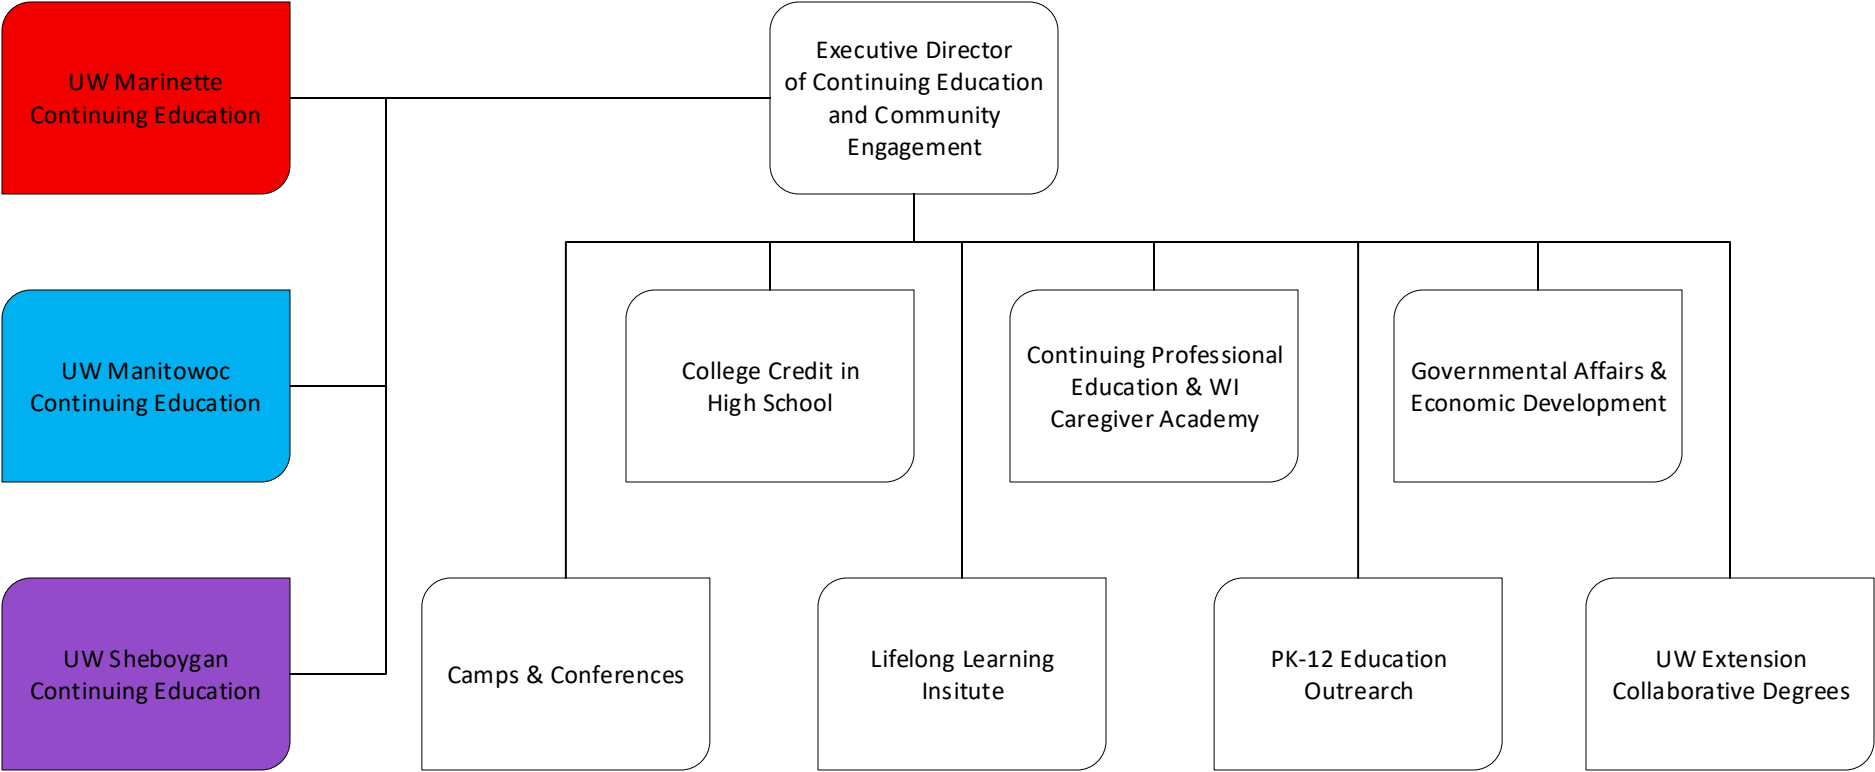 UW Marinette
Continuing Education
Executive Director
of Continuing Education
and Community
Engagement
UW Manitowoc
Continuing Education
College Credit in
High School
Continuing Professional
Education & WI
Caregiver Academy
Governmental Affairs &
Economic Development
UW Sheboygan
Continuing Education
Camps & Conferences
Lifelong Learning
Insitute
PK-12 Education
Outrearch
UW Extension
Collaborative Degrees